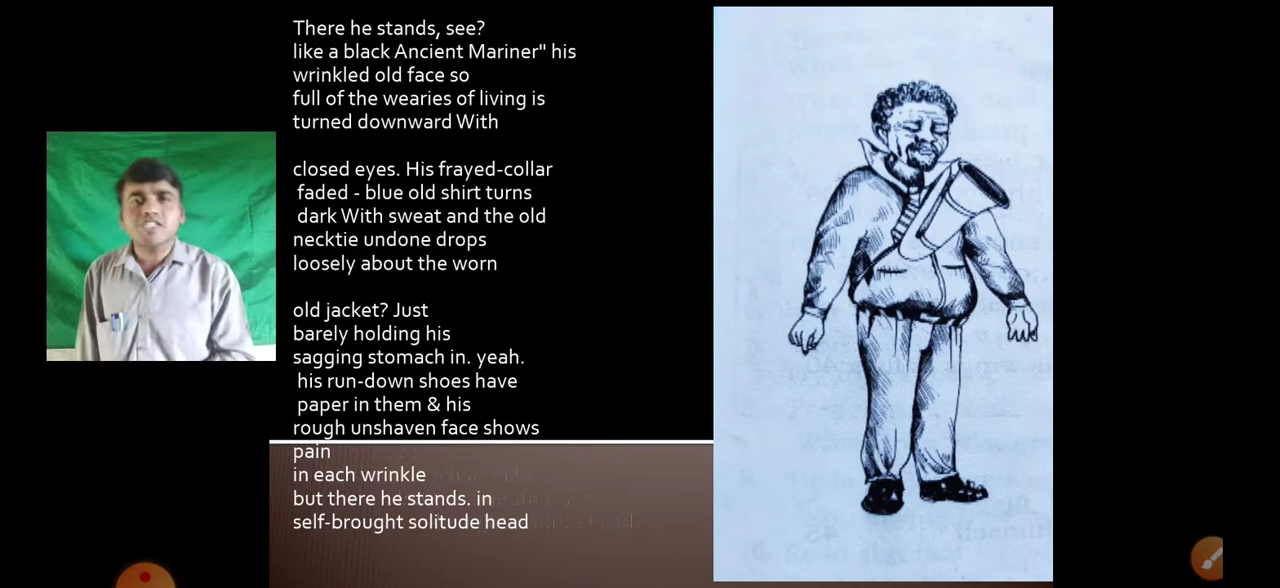 There he stands, see?
like a black Ancient Mariner" his
wrinkled old face so
full of the wearies of living is
turned downward With
closed eyes. His frayed-collar
faded - blue old shirt turns
dark With sweat and the old
necktie undone drops
loosely about the worn
old jacket? Just
barely holding his
sagging stomach in. yeah.
his run-down shoes have
paper in them & his
rough unshaven face shows
pain
in each wrinkle
but there he stands. in
self-brought solitude head